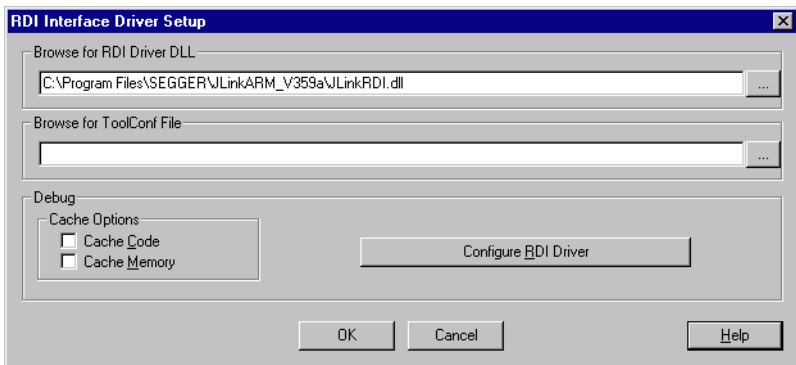 RDI Interface Driver Setup
Browse for RDI Driver DLL
C:\Program Files\SEGGER\JLinkARM_V359a\JLinkRDI.dll
...
Browse for ToolConf File
...
Debug
Cache Options
Cache Code
Cache Memory
Configure RDI Driver
OK
Cancel
Help